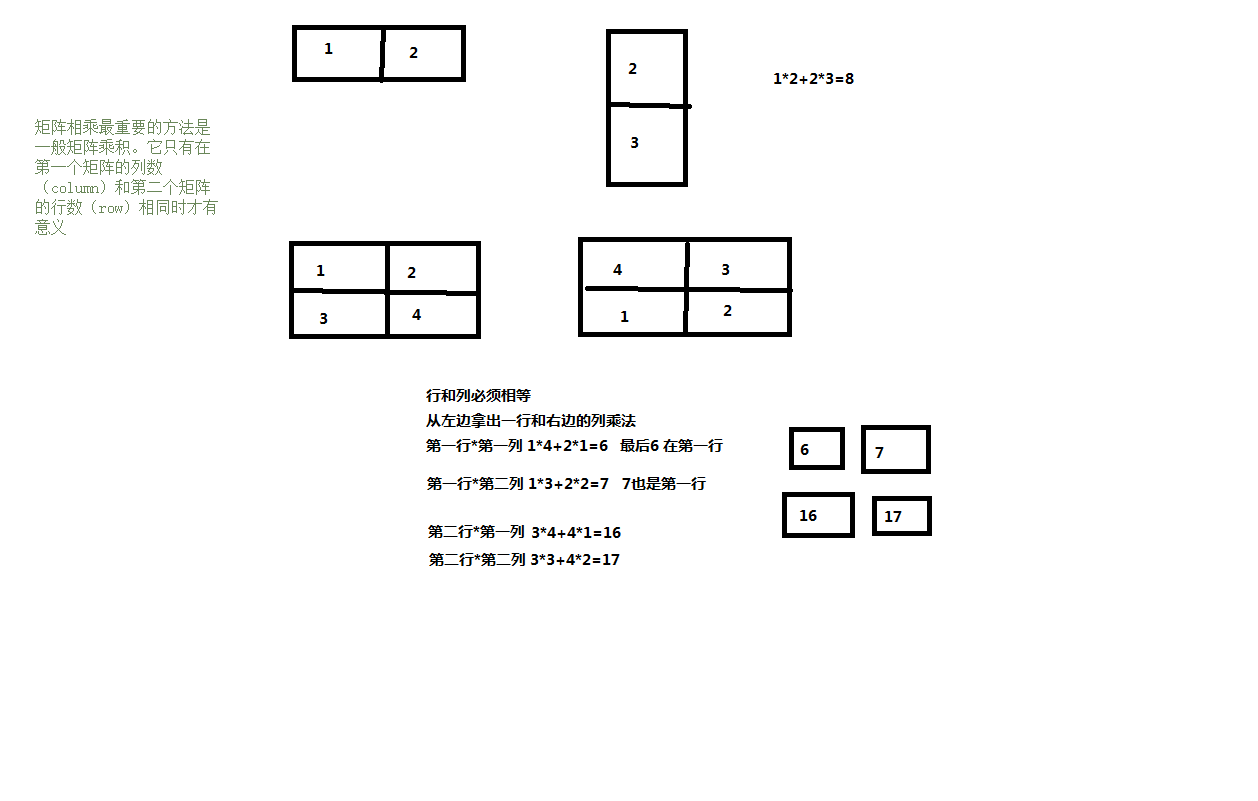 1 2
2
3
1*2+2*3=8
矩阵相乘最重要的方法是
一般矩阵乘积。它只有在
第一个矩阵的列数
（column）和第二个矩阵
的行数（row）相同时才有
意义
1 2
3 4
4 3
1 2
行和列必须相等
从左边拿出一行和右边的列乘法
第一行*第一列 1*4+2*1=6 最后6 在第一行
第一行*第二列 1*3+2*2=7 7也是第一行
第二行*第一列 3*4+4*1=16
第二行*第二列 3*3+4*2=17
6 7
16 17